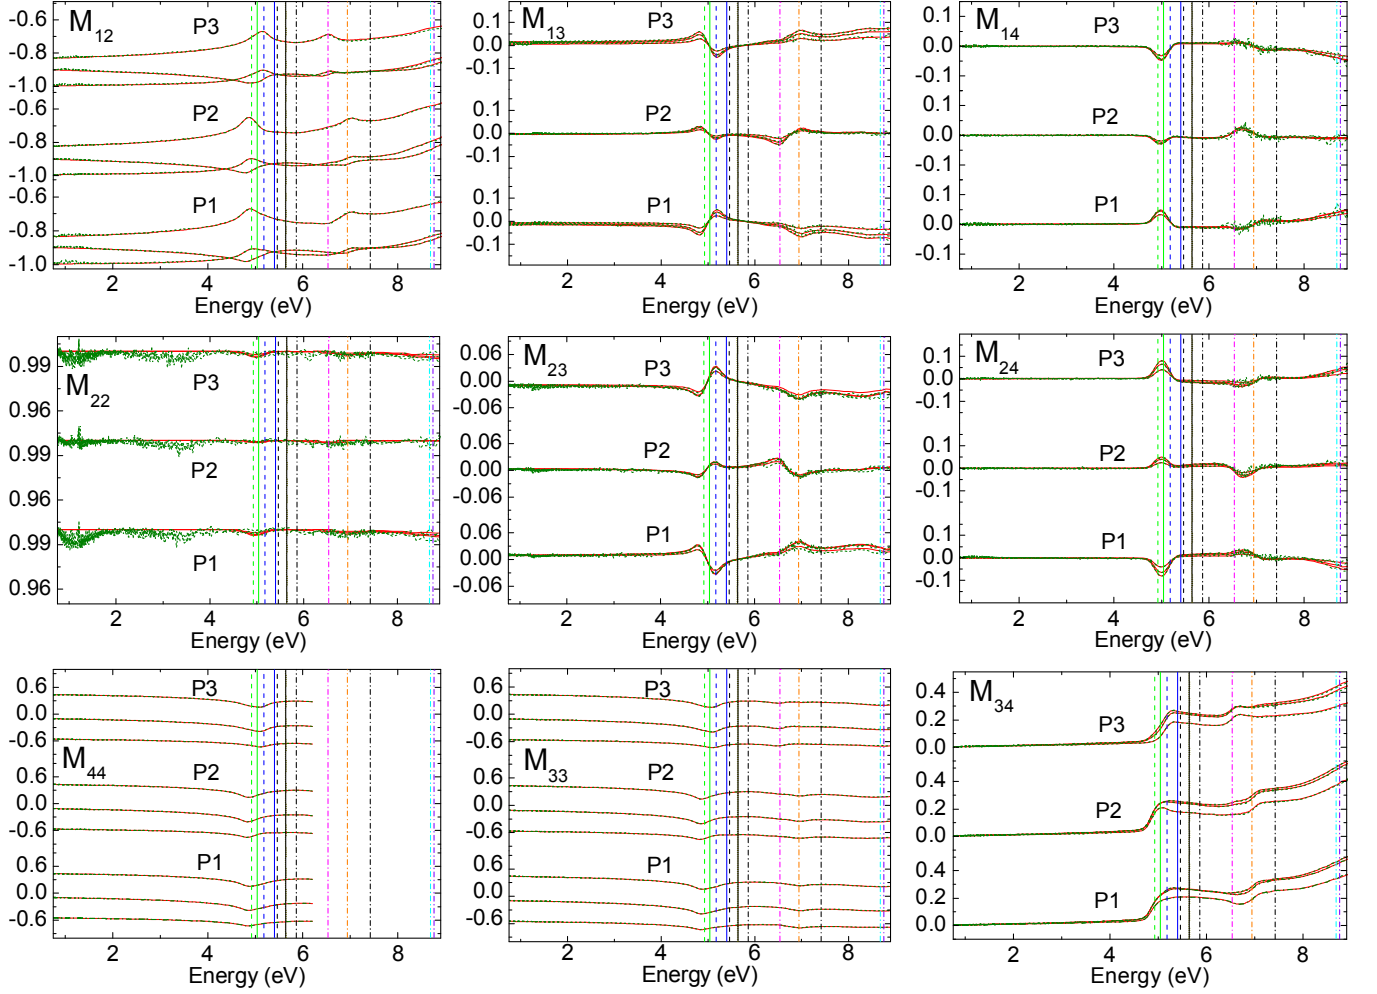 M12
P3
P2
P1
-0.6
-0.8
-1.0
-0.6
-0.8
-1.0
-0.6
-0.8
-1.0
2 4 6 8
Energy (eV)
M13
P3
P2
P1
0.1
0.0
-0.1
0.1
0.0
-0.1
0.1
0.0
-0.1
2 4 6 8
Energy (eV)
M14
P3
P2
P1
0.1
0.0
-0.1
0.1
0.0
-0.1
0.1
0.0
-0.1
2 4 6 8
Energy (eV)
M22
P3
P2
P1
0.99
0.96
0.99
0.96
0.99
0.96
2 4 6 8
Energy (eV)
M23
P3
P2
P1
0.06
0.00
-0.06
0.06
0.00
-0.06
0.06
0.00
-0.06
2 4 6 8
Energy (eV)
M24
P3
P2
P1
0.1
0.0
-0.1
0.1
0.0
-0.1
0.1
0.0
-0.1
2 4 6 8
Energy (eV)
M44
P3
P2
P1
0.6
0.0
-0.6
0.6
0.0
-0.6
0.6
0.0
-0.6
2 4 6 8
Energy (eV)
M33
P3
P2
P1
0.6
0.0
-0.6
0.6
0.0
-0.6
0.6
0.0
-0.6
2 4 6 8
Energy (eV)
M34
P3
P2
P1
0.4
0.2
0.0
0.4
0.2
0.0
0.4
0.2
0.0
2 4 6 8
Energy (eV)